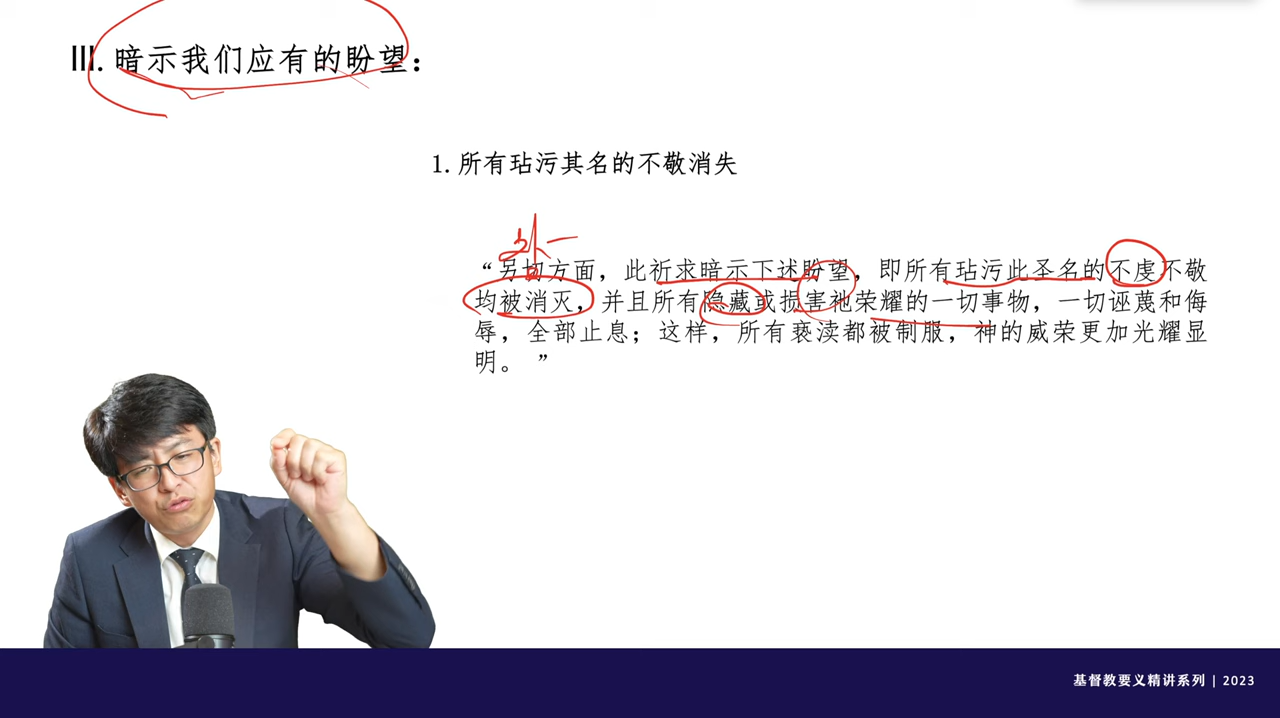 III. 暗示我们应有的盼望：
1. 所有玷污其名的不敬消失
“另切方面，此祈求暗示下述盼望，即所有玷污此圣名的不虔不敬
均被消灭，并且所有隐藏或损害祂荣耀的一切事物，一切诬蔑和侮
辱，全部止息；这样，所有亵渎都被制服，神的威荣更加光耀显
明。 ”
基督教要义精讲系列 | 2023